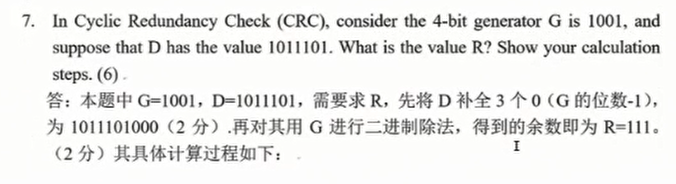 7. In Cyclic Redundancy Check (CRC), consider the 4-bit generator G is 1001, and
suppose that D has the value 1011101. What is the value R? Show your calculation
steps. (6)
答：本题中 G=1001，D=1011101，需要求 R，先将 D 补全 3 个 0（G 的位数-1），
为 1011101000（2 分）.再对其用 G 进行二进制除法，得到的余数即为 R=111。
（2 分）其具体计算过程如下：